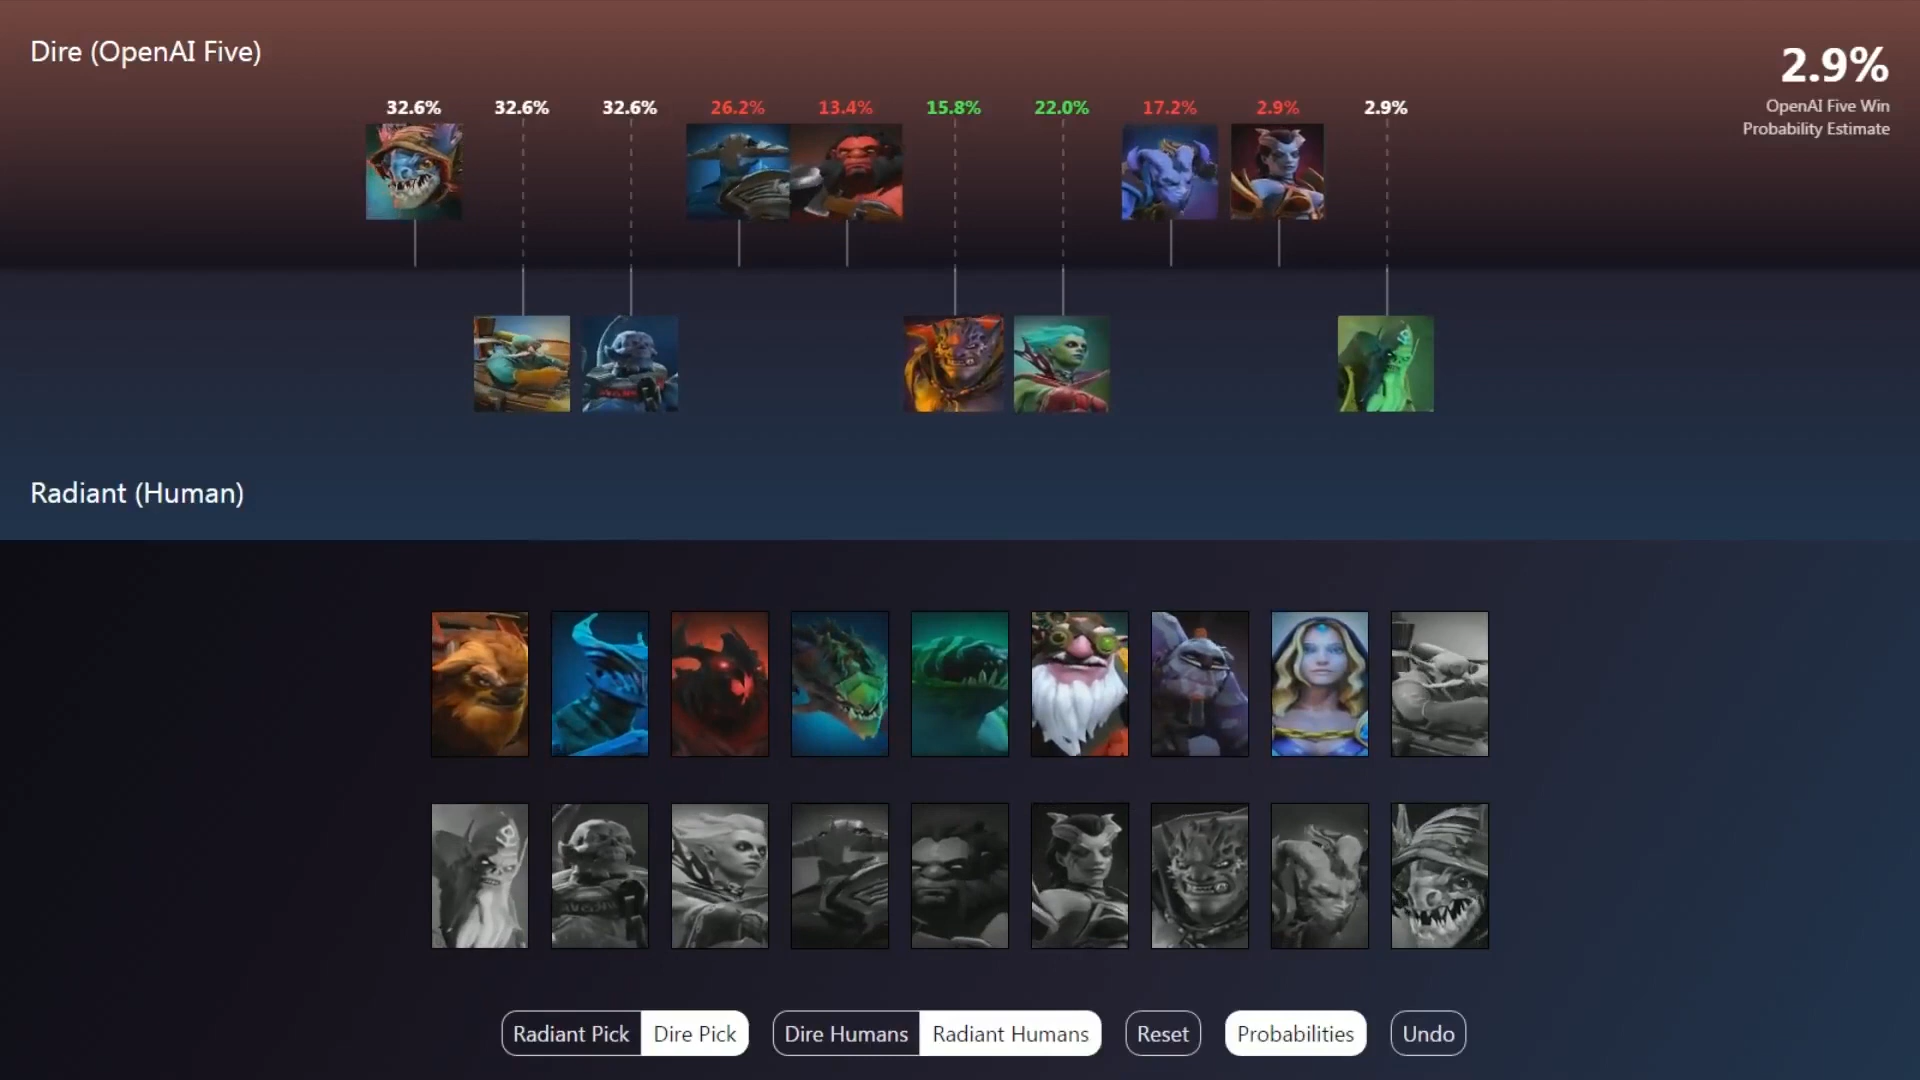 Dire (OpenAI Five)
2.9%
OpenAI Five Win
Probability Estimate
32.6% 32.6% 32.6% 26.2% 13.4% 15.8% 22.0% 17.2% 2.9% 2.9%
Radiant (Human)
Radiant Pick Dire Pick Dire Humans Radiant Humans Reset Probabilities Undo